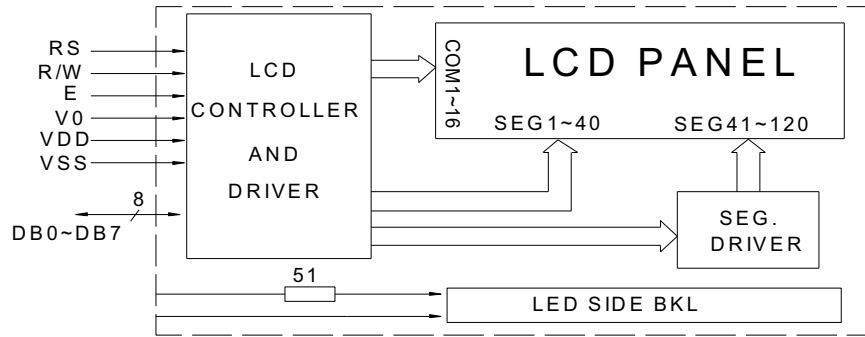 RS
R/W
E
V0
VDD
VSS
8
DB0~DB7
LCD
CONTROLLER
AND
DRIVER
COM1~16
LCD PANEL
SEG1~40
SEG41~120
SEG.
DRIVER
51
LED SIDE BKL